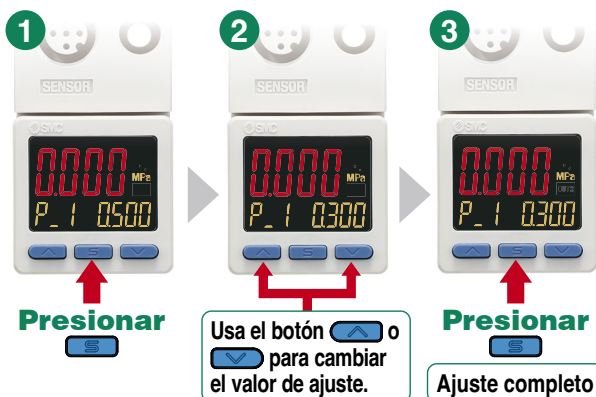 1
SENSOR
SMC
0.000 MPa
P_1 0.500
S
Presionar
S
2
SENSOR
SMC
0.000 MPa
P_1 0.300
S
Usa el botón o
para cambiar
el valor de ajuste.
3
SENSOR
SMC
0.000 MPa
P_1 0.300
S
Presionar
S
Ajuste completo